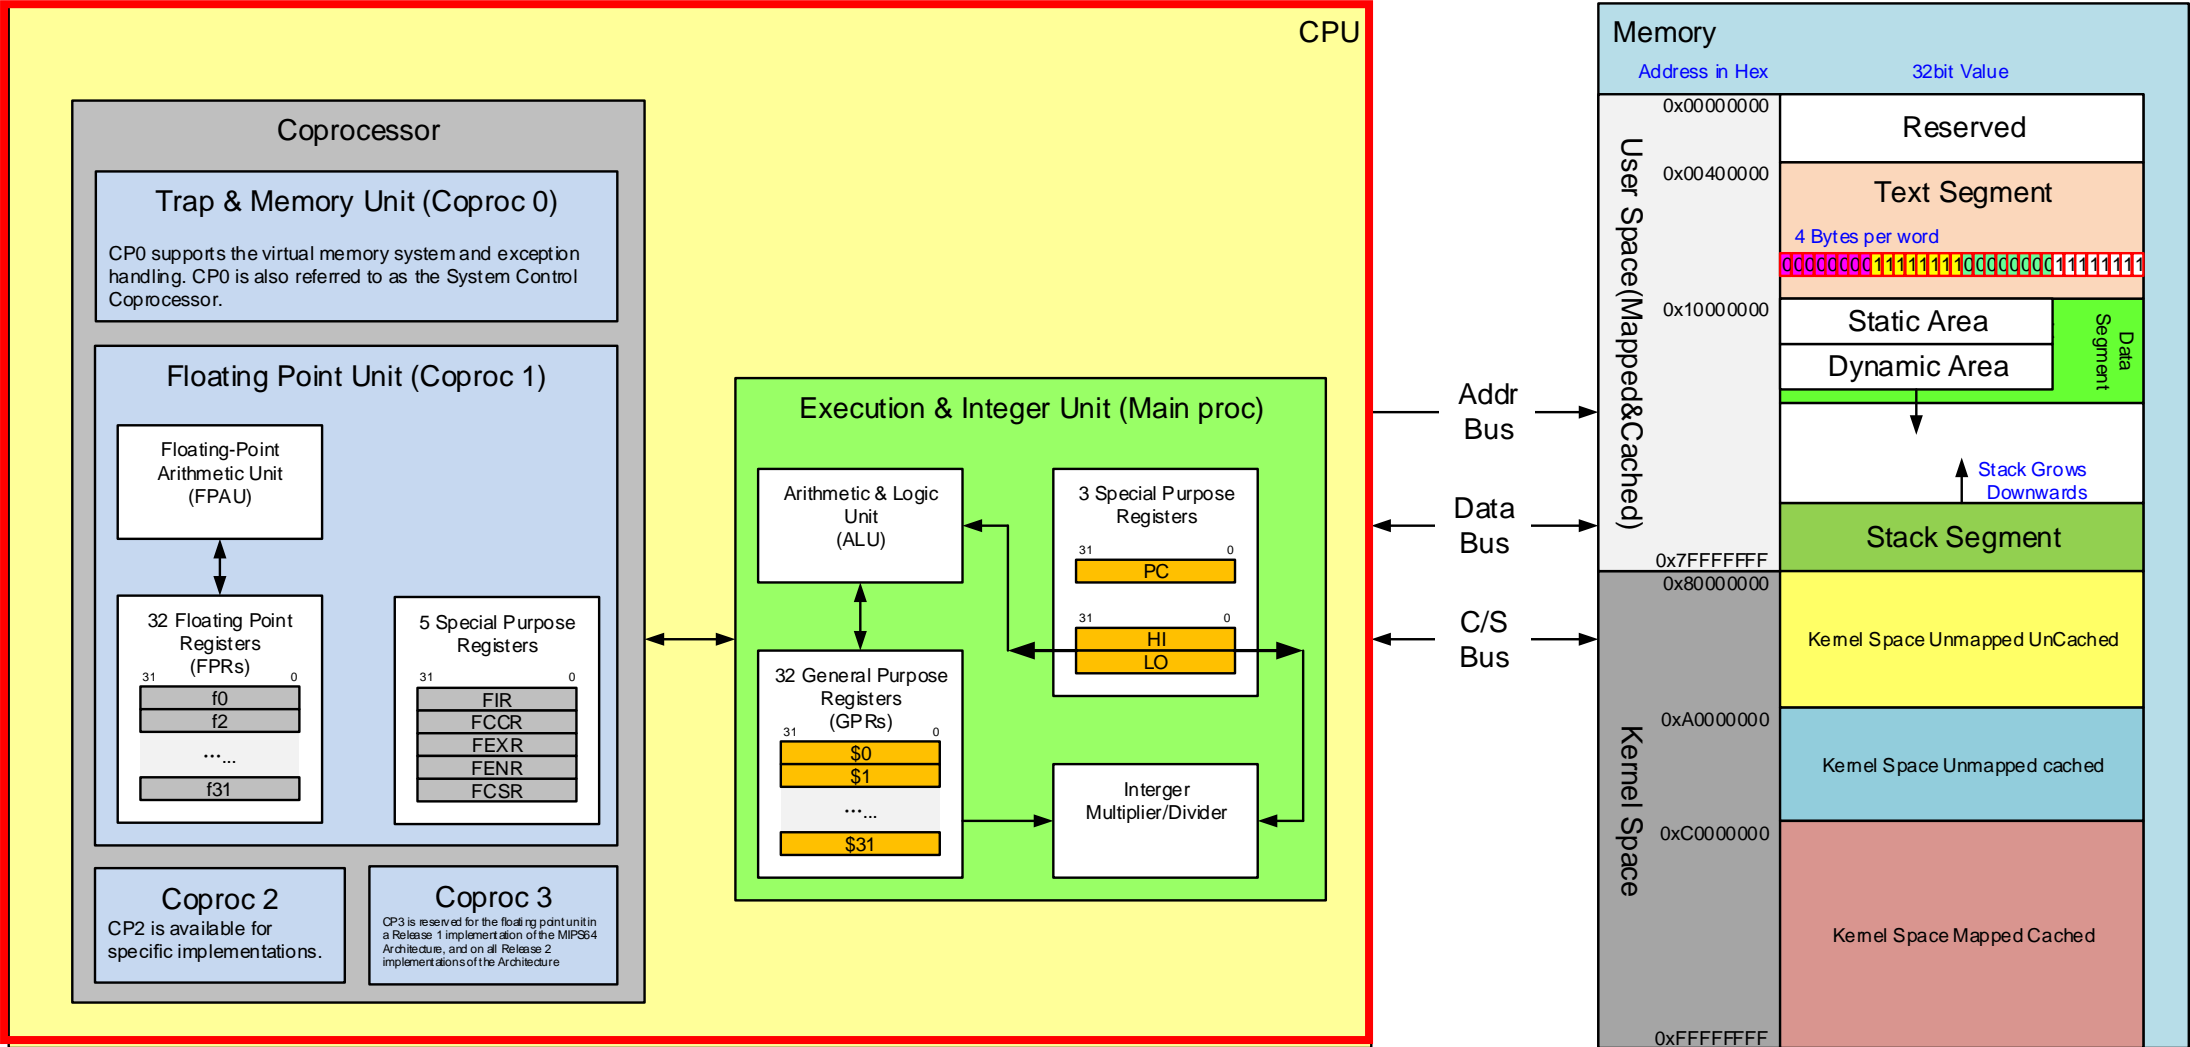 CPU
Coprocessor
Trap & Memory Unit (Coproc 0)
CP0 supports the virtual memory system and exception
handling. CP0 is also referred to as the System Control
Coprocessor.
Floating Point Unit (Coproc 1)
Floating-Point
Arithmetic Unit
(FPAU)
32 Floating Point
Registers
(FPRs)
31 0
f0
f2
…...
f31
5 Special Purpose
Registers
31 0
FIR
FCCR
FEXR
FENR
FCSR
Coproc 2
CP2 is available for
specific implementations.
Coproc 3
CP3 is reserved for the floating point unit in
a Release 1 implementation of the MIPS64
Architecture, and on all Release 2
implementations of the Architecture
Execution & Integer Unit (Main proc)
Arithmetic & Logic
Unit
(ALU)
3 Special Purpose
Registers
31 0
PC
31 0
HI
LO
32 General Purpose
Registers
(GPRs)
31 0
$0
$1
…...
$31
Interger
Multiplier/Divider
Addr
Bus
Data
Bus
C/S
Bus
Memory
Address in Hex 32bit Value
User Space(Mapped&Cached)
0x00000000
Reserved
0x00400000
Text Segment
4 Bytes per word
00000000111111110000000011111111
0x10000000
Static Area
Dynamic Area
Data
Segment
Stack Grows
Downwards
Stack Segment
0x7FFFFFFF
Kernel Space
0x80000000
Kernel Space Unmapped UnCached
0xA0000000
Kernel Space Unmapped cached
0xC0000000
Kernel Space Mapped Cached
0xFFFFFFFF